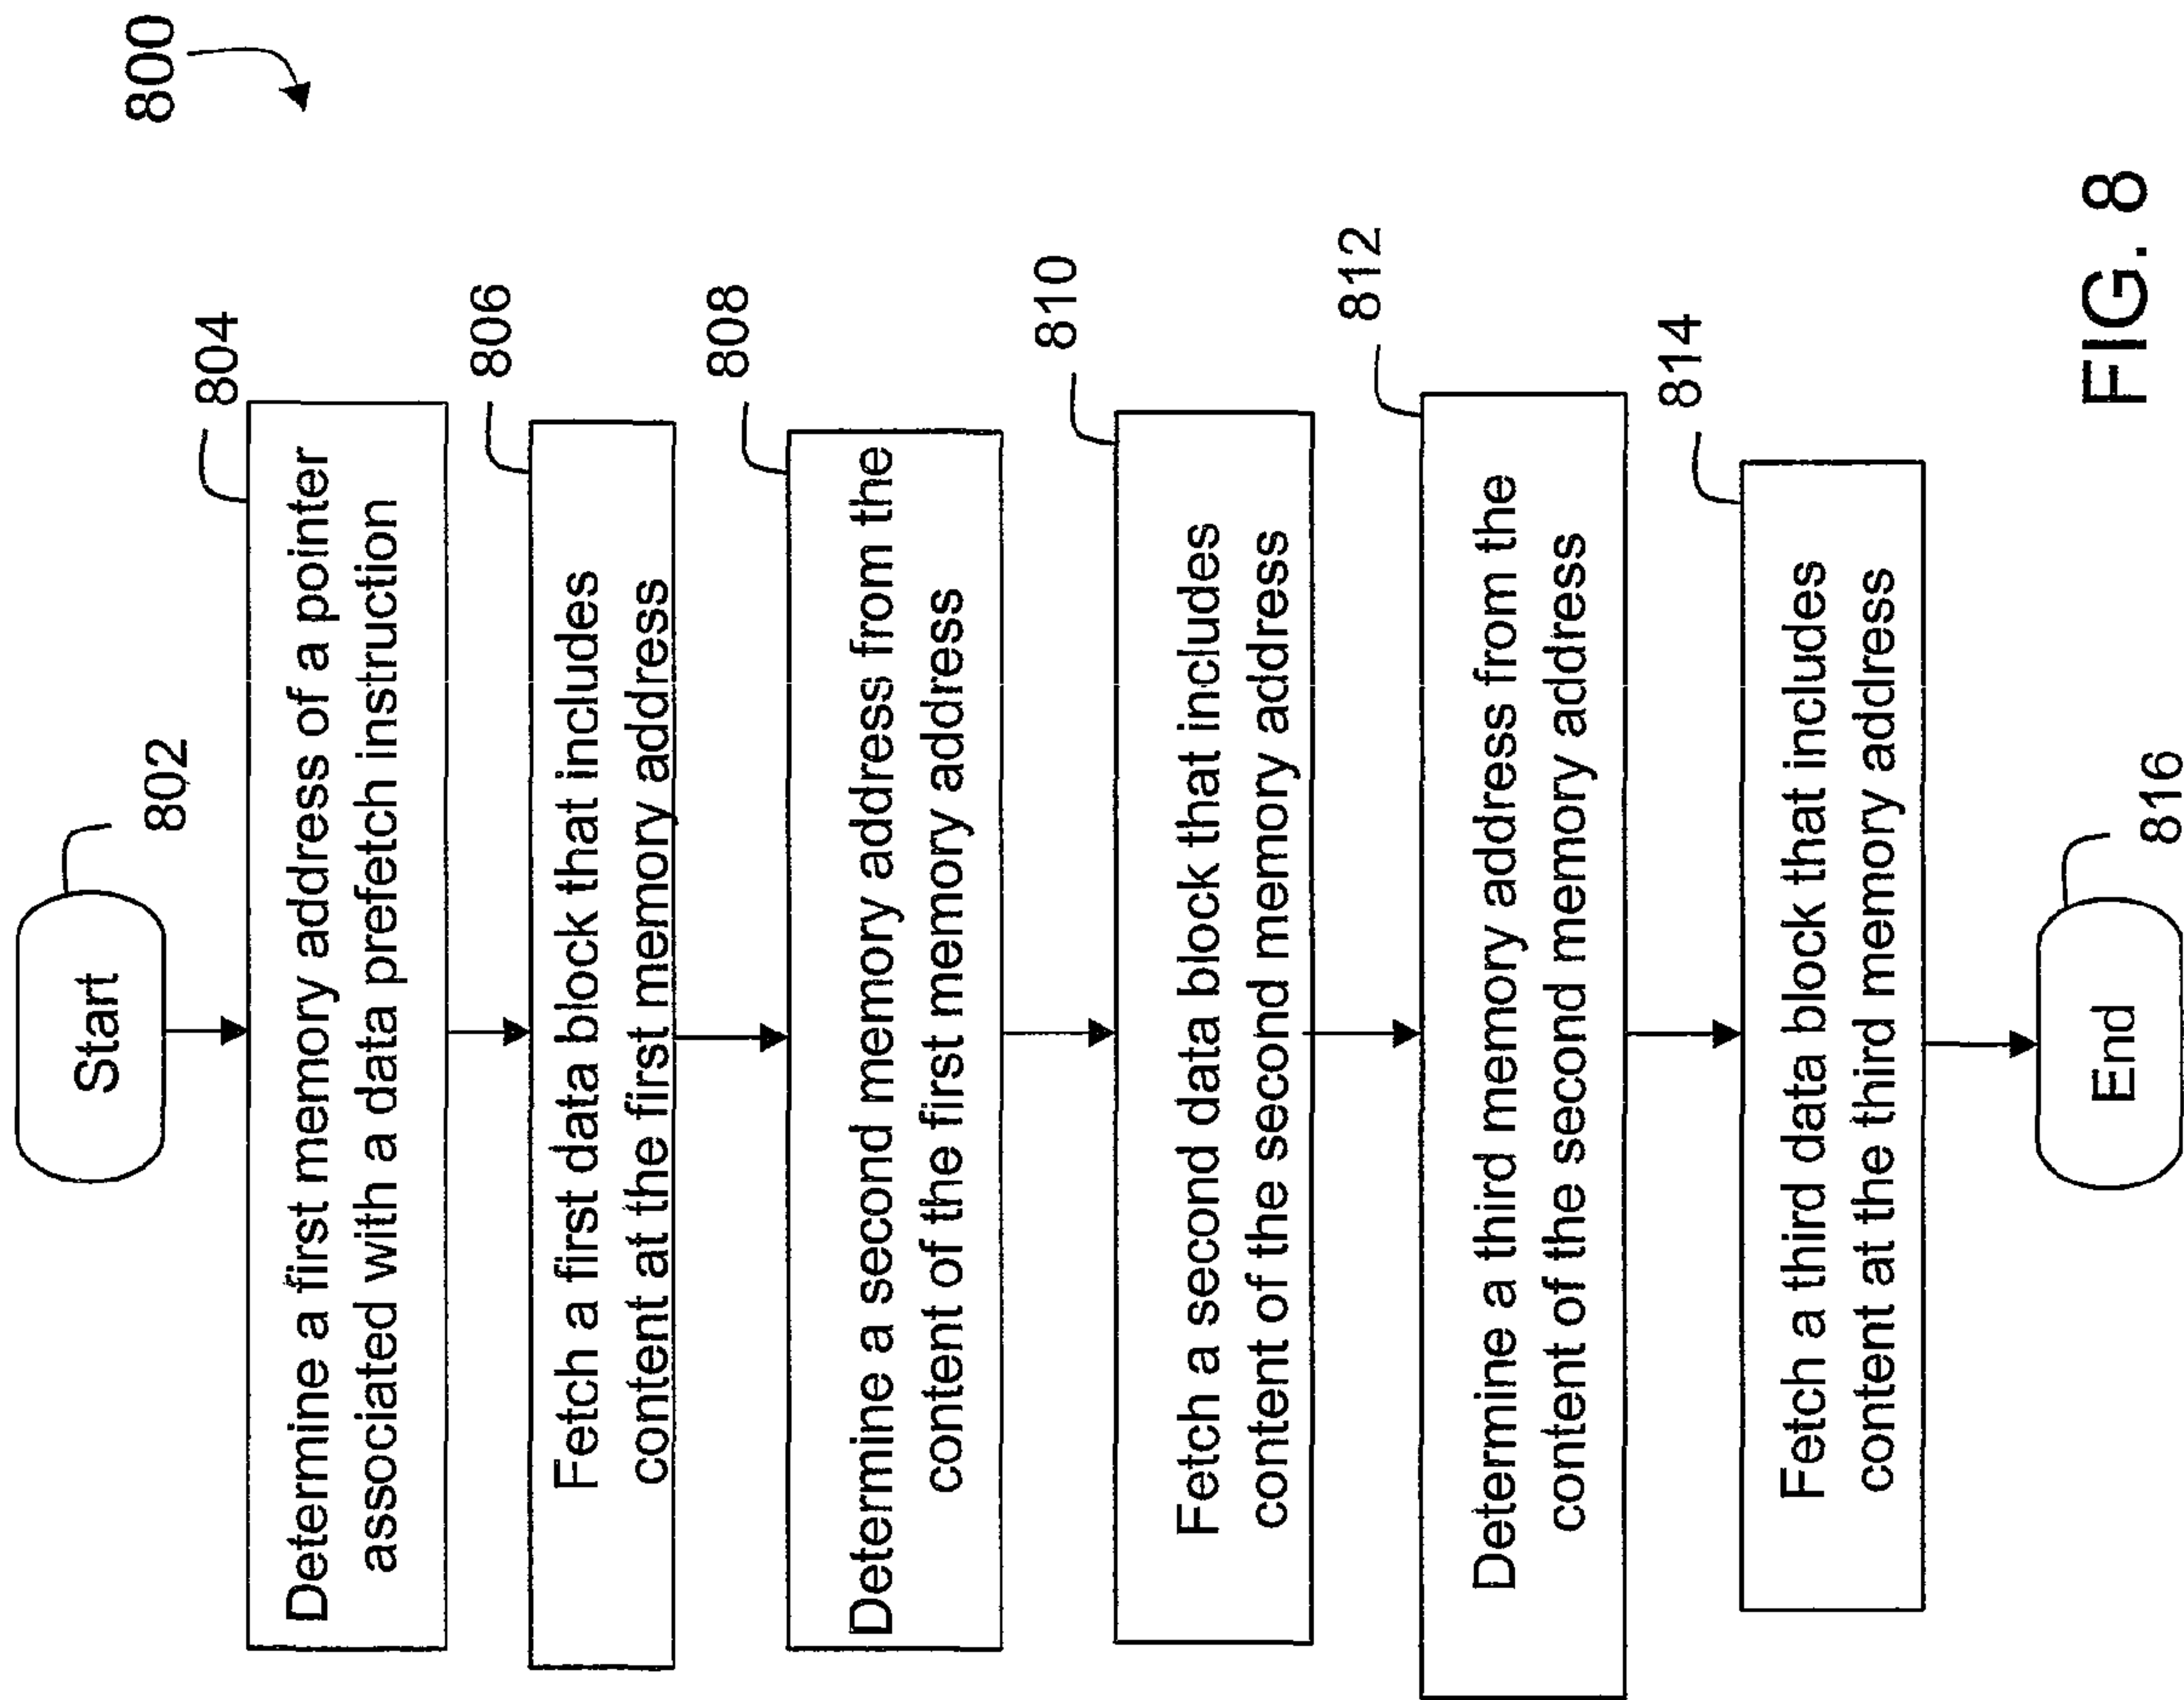 800
Start
802
804
Determine a first memory address of a pointer
associated with a data prefetch instruction
806
Fetch a first data block that includes
content at the first memory address
808
Determine a second memory address from the
content of the first memory address
810
Fetch a second data block that includes
content of the second memory address
812
Determine a third memory address from the
content of the second memory address
814
Fetch a third data block that includes
content at the third memory address
End
816
FIG. 8